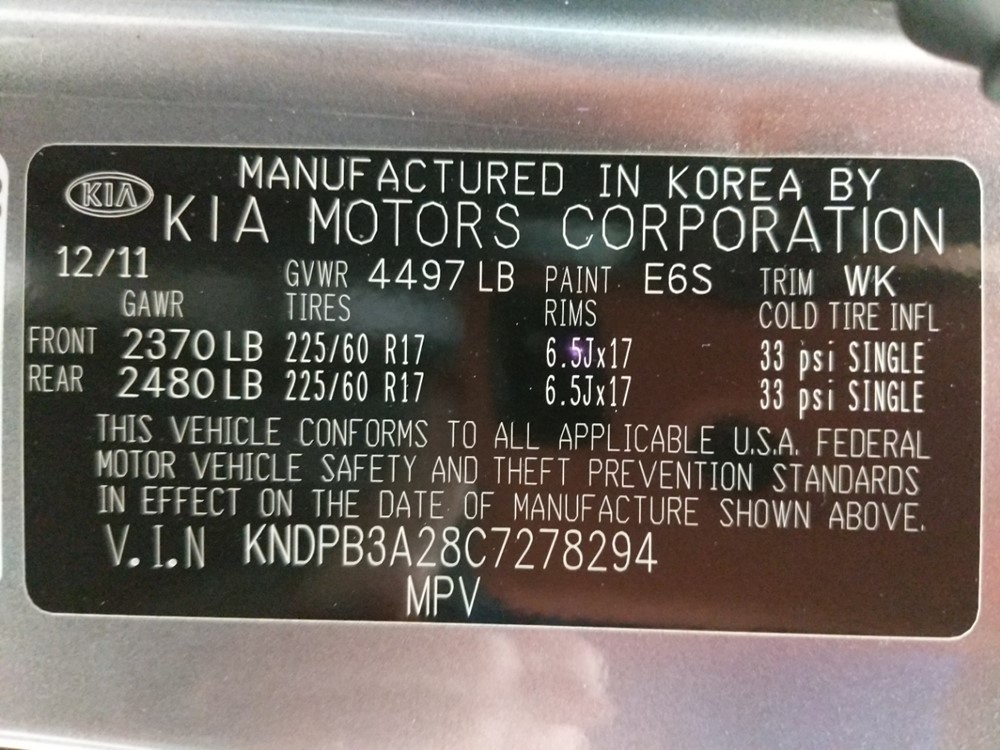 KIA
MANUFACTURED IN KOREA BY
KIA MOTORS CORPORATION
12/11 GVWR 4497 LB PAINT E6S TRIM WK
GAWR TIRES RIMS COLD TIRE INFL
FRONT 2370 LB 225/60 R17 6.5Jx17 33 psi SINGLE
REAR 2480 LB 225/60 R17 6.5Jx17 33 psi SINGLE
THIS VEHICLE CONFORMS TO ALL APPLICABLE U.S.A. FEDERAL
MOTOR VEHICLE SAFETY AND THEFT PREVENTION STANDARDS
IN EFFECT ON THE DATE OF MANUFACTURE SHOWN ABOVE.
V.I.N KNDPB3A28C7278294
MPV